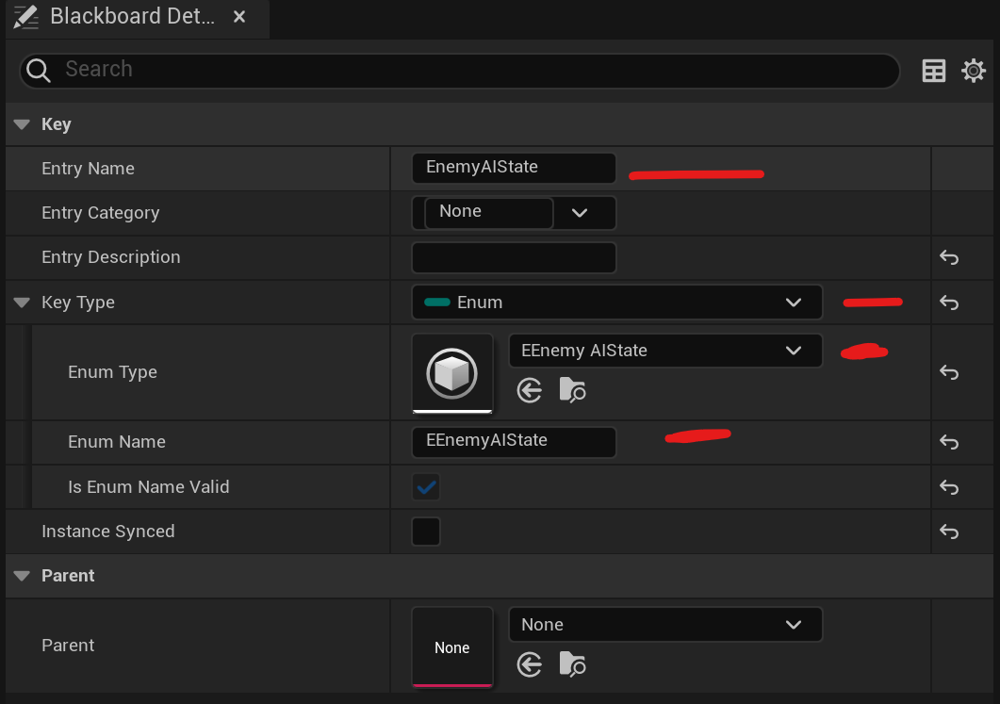 Blackboard Det...
Search
Key
Entry Name EnemyAIState
Entry Category None
Entry Description
Key Type Enum
Enum Type EEnemy AIState
Enum Name EEnemyAIState
Is Enum Name Valid
Instance Synced
Parent
Parent None None